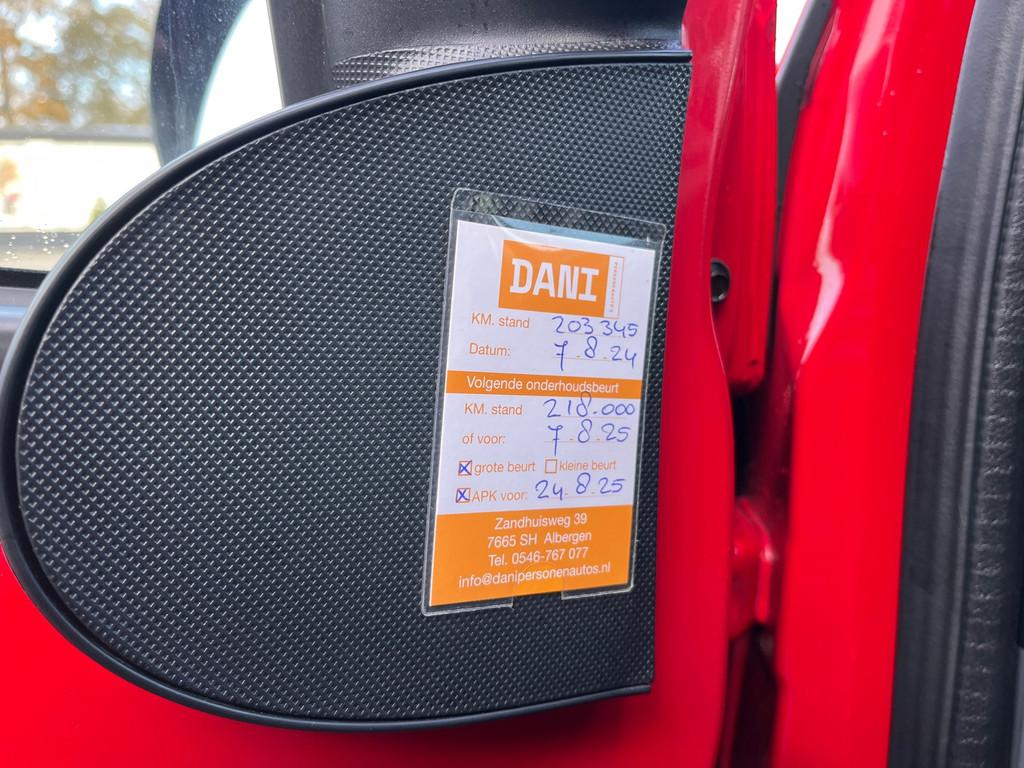 DANI
KM. stand 203345
Datum: 7.8.24
Volgende onderhoudsbeurt
KM. stand 218.000
of voor: 7.8.25
grote beurt kleine beurt
APK voor: 24.8.25
Zandhuisweg 39
7665 SH Albergen
Tel. 0546-767 077
info@danipersonenautos.nl